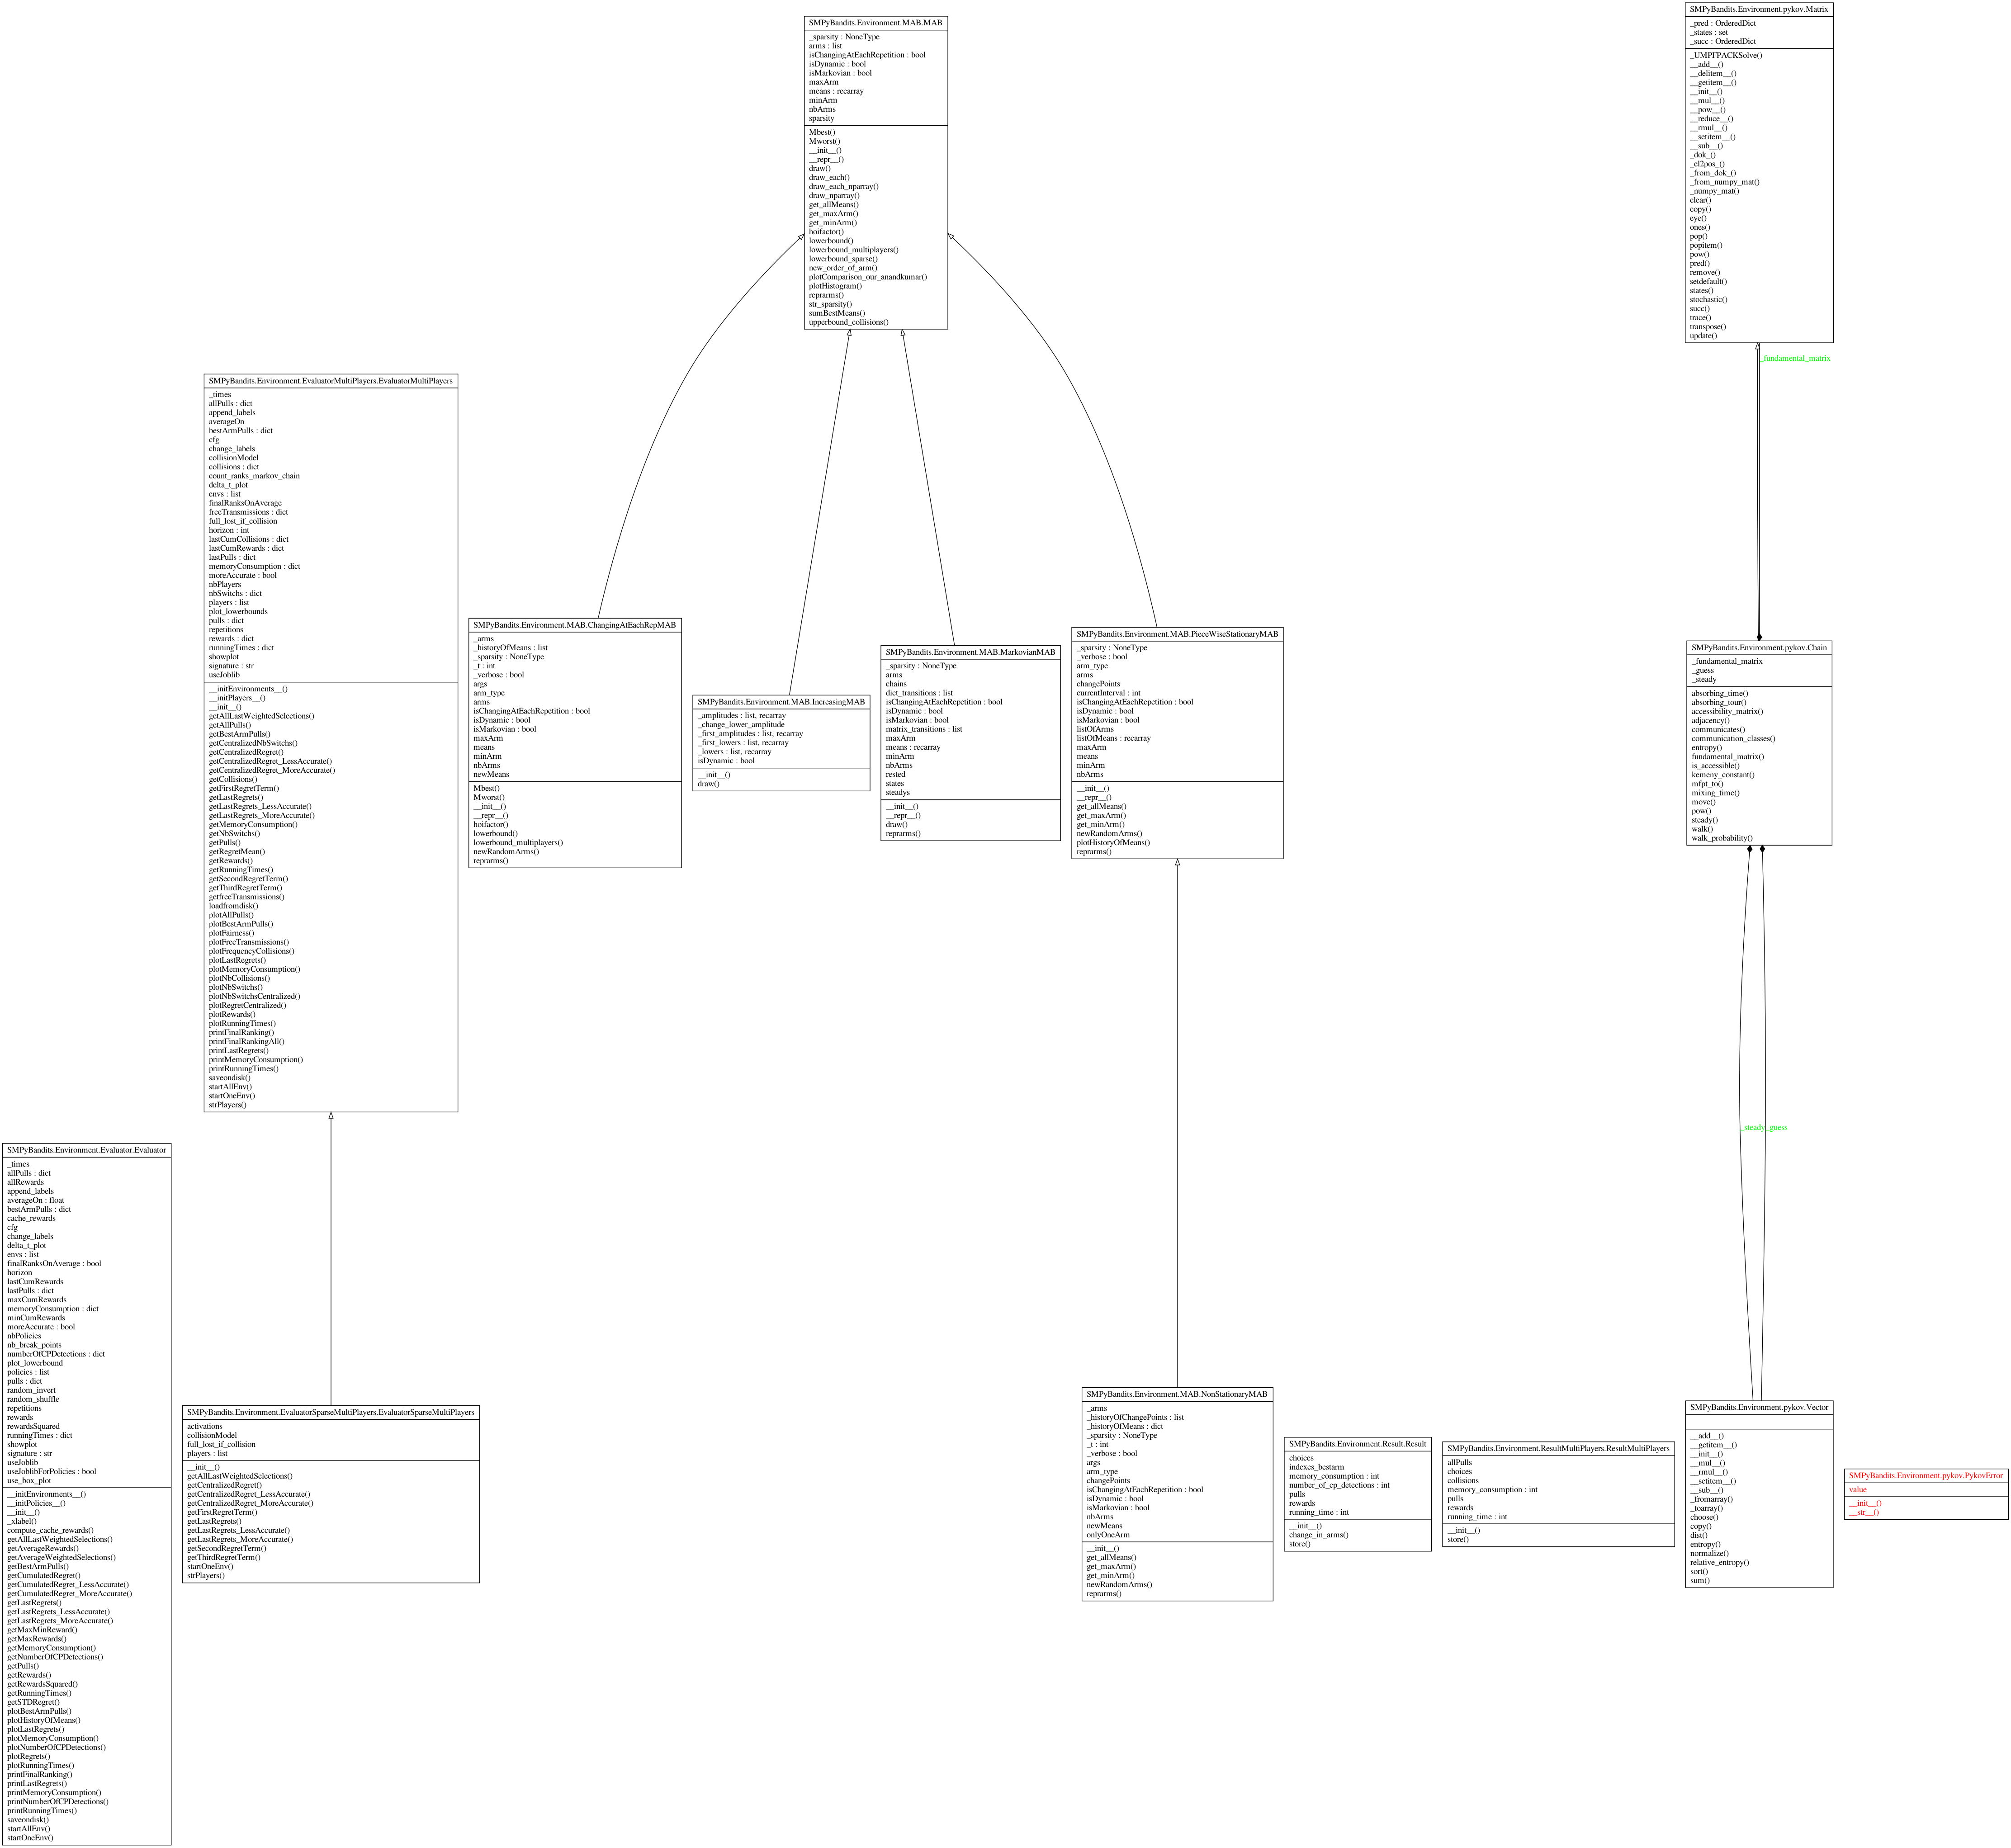 SMPyBandits.Environment.MAB.MAB
_sparsity : NoneType
arms : list
isChangingAtEachRepetition : bool
isDynamic : bool
isMarkovian : bool
maxArm
means : recarray
minArm
nbArms
sparsity
Mbest()
Mworst()
__init__()
__repr__()
draw()
draw_each()
draw_each_nparray()
draw_nparray()
get_allMeans()
get_maxArm()
get_minArm()
hoifactor()
lowerbound()
lowerbound_multiplayers()
lowerbound_sparse()
new_order_of_arm()
plotComparison_our_anandkumar()
plotHistogram()
reprarms()
str_sparsity()
sumBestMeans()
upperbound_collisions()
SMPyBandits.Environment.pykov.Matrix
_pred : OrderedDict
_states : set
_succ : OrderedDict
_UMPFPACKSolve()
__add__()
__delitem__()
__getitem__()
__init__()
__mul__()
__pow__()
__reduce__()
__rmul__()
__setitem__()
__sub__()
_dok_()
_el2pos_()
_from_dok_()
_from_numpy_mat()
_numpy_mat()
clear()
copy()
eye()
ones()
pop()
popitem()
pow()
pred()
remove()
setdefault()
states()
stochastic()
succ()
trace()
transpose()
update()
_fundamental_matrix
SMPyBandits.Environment.EvaluatorMultiPlayers.EvaluatorMultiPlayers
_times
allPulls : dict
append_labels
averageOn
bestArmPulls : dict
cfg
change_labels
collisionModel
collisions : dict
count_ranks_markov_chain
delta_t_plot
envs : list
finalRanksOnAverage
freeTransmissions : dict
full_lost_if_collision
horizon : int
lastCumCollisions : dict
lastCumRewards : dict
lastPulls : dict
memoryConsumption : dict
moreAccurate : bool
nbPlayers
nbSwitchs : dict
players : list
plot_lowerbounds
pulls : dict
repetitions
rewards : dict
runningTimes : dict
showplot
signature : str
useJoblib
__initEnvironments__()
__initPlayers__()
__init__()
getAllLastWeightedSelections()
getAllPulls()
getBestArmPulls()
getCentralizedNbSwitchs()
getCentralizedRegret()
getCentralizedRegret_LessAccurate()
getCentralizedRegret_MoreAccurate()
getCollisions()
getFirstRegretTerm()
getLastRegrets()
getLastRegrets_LessAccurate()
getLastRegrets_MoreAccurate()
getMemoryConsumption()
getNbSwitchs()
getPulls()
getRegretMean()
getRewards()
getRunningTimes()
getSecondRegretTerm()
getThirdRegretTerm()
getfreeTransmissions()
loadfromdisk()
plotAllPulls()
plotBestArmPulls()
plotFairness()
plotFreeTransmissions()
plotFrequencyCollisions()
plotLastRegrets()
plotMemoryConsumption()
plotNbCollisions()
plotNbSwitchs()
plotNbSwitchsCentralized()
plotRegretCentralized()
plotRewards()
plotRunningTimes()
printFinalRanking()
printFinalRankingAll()
printLastRegrets()
printMemoryConsumption()
printRunningTimes()
saveondisk()
startAllEnv()
startOneEnv()
strPlayers()
SMPyBandits.Environment.MAB.ChangingAtEachRepMAB
_arms
_historyOfMeans : list
_sparsity : NoneType
_t : int
_verbose : bool
args
arm_type
arms
isChangingAtEachRepetition : bool
isDynamic : bool
isMarkovian : bool
maxArm
means
minArm
nbArms
newMeans
Mbest()
Mworst()
__init__()
__repr__()
hoifactor()
lowerbound()
lowerbound_multiplayers()
newRandomArms()
reprarms()
SMPyBandits.Environment.MAB.IncreasingMAB
_amplitudes : list, recarray
_change_lower_amplitude
_first_amplitudes : list, recarray
_first_lowers : list, recarray
_lowers : list, recarray
isDynamic : bool
__init__()
draw()
SMPyBandits.Environment.MAB.MarkovianMAB
_sparsity : NoneType
arms
chains
dict_transitions : list
isChangingAtEachRepetition : bool
isDynamic : bool
isMarkovian : bool
matrix_transitions : list
maxArm
means : recarray
minArm
nbArms
rested
states
steadys
__init__()
__repr__()
draw()
reprarms()
SMPyBandits.Environment.MAB.PieceWiseStationaryMAB
_sparsity : NoneType
_verbose : bool
arm_type
arms
changePoints
currentInterval : int
isChangingAtEachRepetition : bool
isDynamic : bool
isMarkovian : bool
listOfArms
listOfMeans : recarray
maxArm
means
minArm
nbArms
__init__()
__repr__()
get_allMeans()
get_maxArm()
get_minArm()
newRandomArms()
plotHistoryOfMeans()
reprarms()
SMPyBandits.Environment.pykov.Chain
_fundamental_matrix
_guess
_steady
absorbing_time()
absorbing_tour()
accessibility_matrix()
adjacency()
communicates()
communication_classes()
entropy()
fundamental_matrix()
is_accessible()
kemeny_constant()
mfpt_to()
mixing_time()
move()
pow()
steady()
walk()
walk_probability()
_steady _guess
SMPyBandits.Environment.Evaluator.Evaluator
_times
allPulls : dict
allRewards
append_labels
averageOn : float
bestArmPulls : dict
cache_rewards
cfg
change_labels
delta_t_plot
envs : list
finalRanksOnAverage : bool
horizon
lastCumRewards
lastPulls : dict
maxCumRewards
memoryConsumption : dict
minCumRewards
moreAccurate : bool
nbPolicies
nb_break_points
numberOfCPDetections : dict
plot_lowerbound
policies : list
pulls : dict
random_invert
random_shuffle
repetitions
rewards
rewardsSquared
runningTimes : dict
showplot
signature : str
useJoblib
useJoblibForPolicies : bool
use_box_plot
__initEnvironments__()
__initPolicies__()
__init__()
_xlabel()
compute_cache_rewards()
getAllLastWeightedSelections()
getAverageRewards()
getAverageWeightedSelections()
getBestArmPulls()
getCumulatedRegret()
getCumulatedRegret_LessAccurate()
getCumulatedRegret_MoreAccurate()
getLastRegrets()
getLastRegrets_LessAccurate()
getLastRegrets_MoreAccurate()
getMaxMinReward()
getMaxRewards()
getMemoryConsumption()
getNumberOfCPDetections()
getPulls()
getRewards()
getRewardsSquared()
getRunningTimes()
getSTDRegret()
plotBestArmPulls()
plotHistoryOfMeans()
plotLastRegrets()
plotMemoryConsumption()
plotNumberOfCPDetections()
plotRegrets()
plotRunningTimes()
printFinalRanking()
printLastRegrets()
printMemoryConsumption()
printNumberOfCPDetections()
printRunningTimes()
saveondisk()
startAllEnv()
startOneEnv()
SMPyBandits.Environment.EvaluatorSparseMultiPlayers.EvaluatorSparseMultiPlayers
activations
collisionModel
full_lost_if_collision
players : list
__init__()
getAllLastWeightedSelections()
getCentralizedRegret()
getCentralizedRegret_LessAccurate()
getCentralizedRegret_MoreAccurate()
getFirstRegretTerm()
getLastRegrets()
getLastRegrets_LessAccurate()
getLastRegrets_MoreAccurate()
getSecondRegretTerm()
getThirdRegretTerm()
startOneEnv()
strPlayers()
SMPyBandits.Environment.MAB.NonStationaryMAB
_arms
_historyOfChangePoints : list
_historyOfMeans : dict
_sparsity : NoneType
_t : int
_verbose : bool
args
arm_type
changePoints
isChangingAtEachRepetition : bool
isDynamic : bool
isMarkovian : bool
nbArms
newMeans
onlyOneArm
__init__()
get_allMeans()
get_maxArm()
get_minArm()
newRandomArms()
reprarms()
SMPyBandits.Environment.Result.Result
choices
indexes_bestarm
memory_consumption : int
number_of_cp_detections : int
pulls
rewards
running_time : int
__init__()
change_in_arms()
store()
SMPyBandits.Environment.ResultMultiPlayers.ResultMultiPlayers
allPulls
choices
collisions
memory_consumption : int
pulls
rewards
running_time : int
__init__()
store()
SMPyBandits.Environment.pykov.Vector
__add__()
__getitem__()
__init__()
__mul__()
__rmul__()
__setitem__()
__sub__()
_fromarray()
_toarray()
choose()
copy()
dist()
entropy()
normalize()
relative_entropy()
sort()
sum()
SMPyBandits.Environment.pykov.PykovError
value
__init__()
__str__()